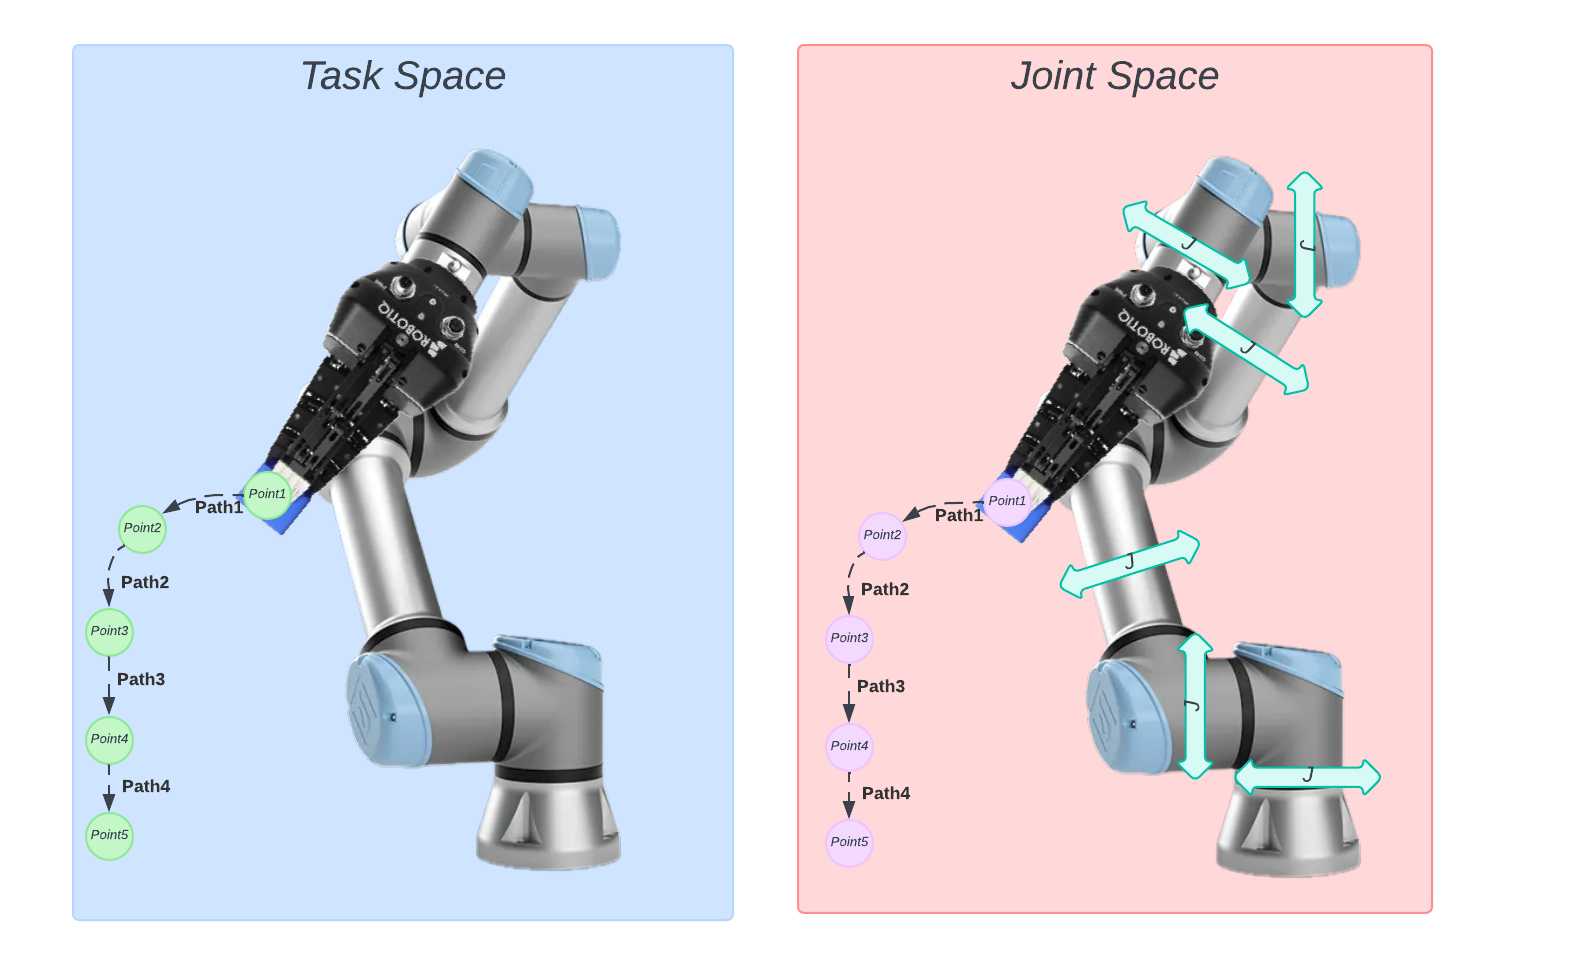 Task Space
ROBOTIQ
Point1
Path1
Point2
Path2
Point3
Path3
Point4
Path4
Point5
Joint Space
J
J
ROBOTIQ
J
Point1
Path1
Point2
J
Path2
Point3
Path3
J
Point4
J
Path4
Point5